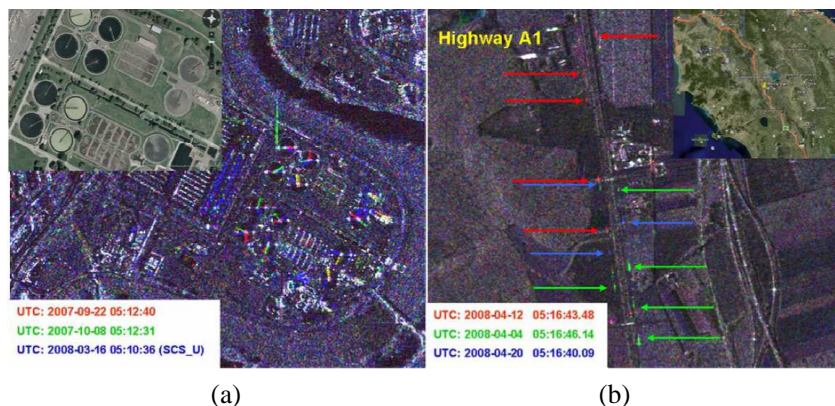 Highway A1
UTC: 2007-09-22 05:12:40
UTC: 2007-10-08 05:12:31
UTC: 2008-03-16 05:10:36 (SCS_U)
UTC: 2008-04-12 05:16:43.48
UTC: 2008-04-04 05:16:46.14
UTC: 2008-04-20 05:16:40.09
(a)
(b)